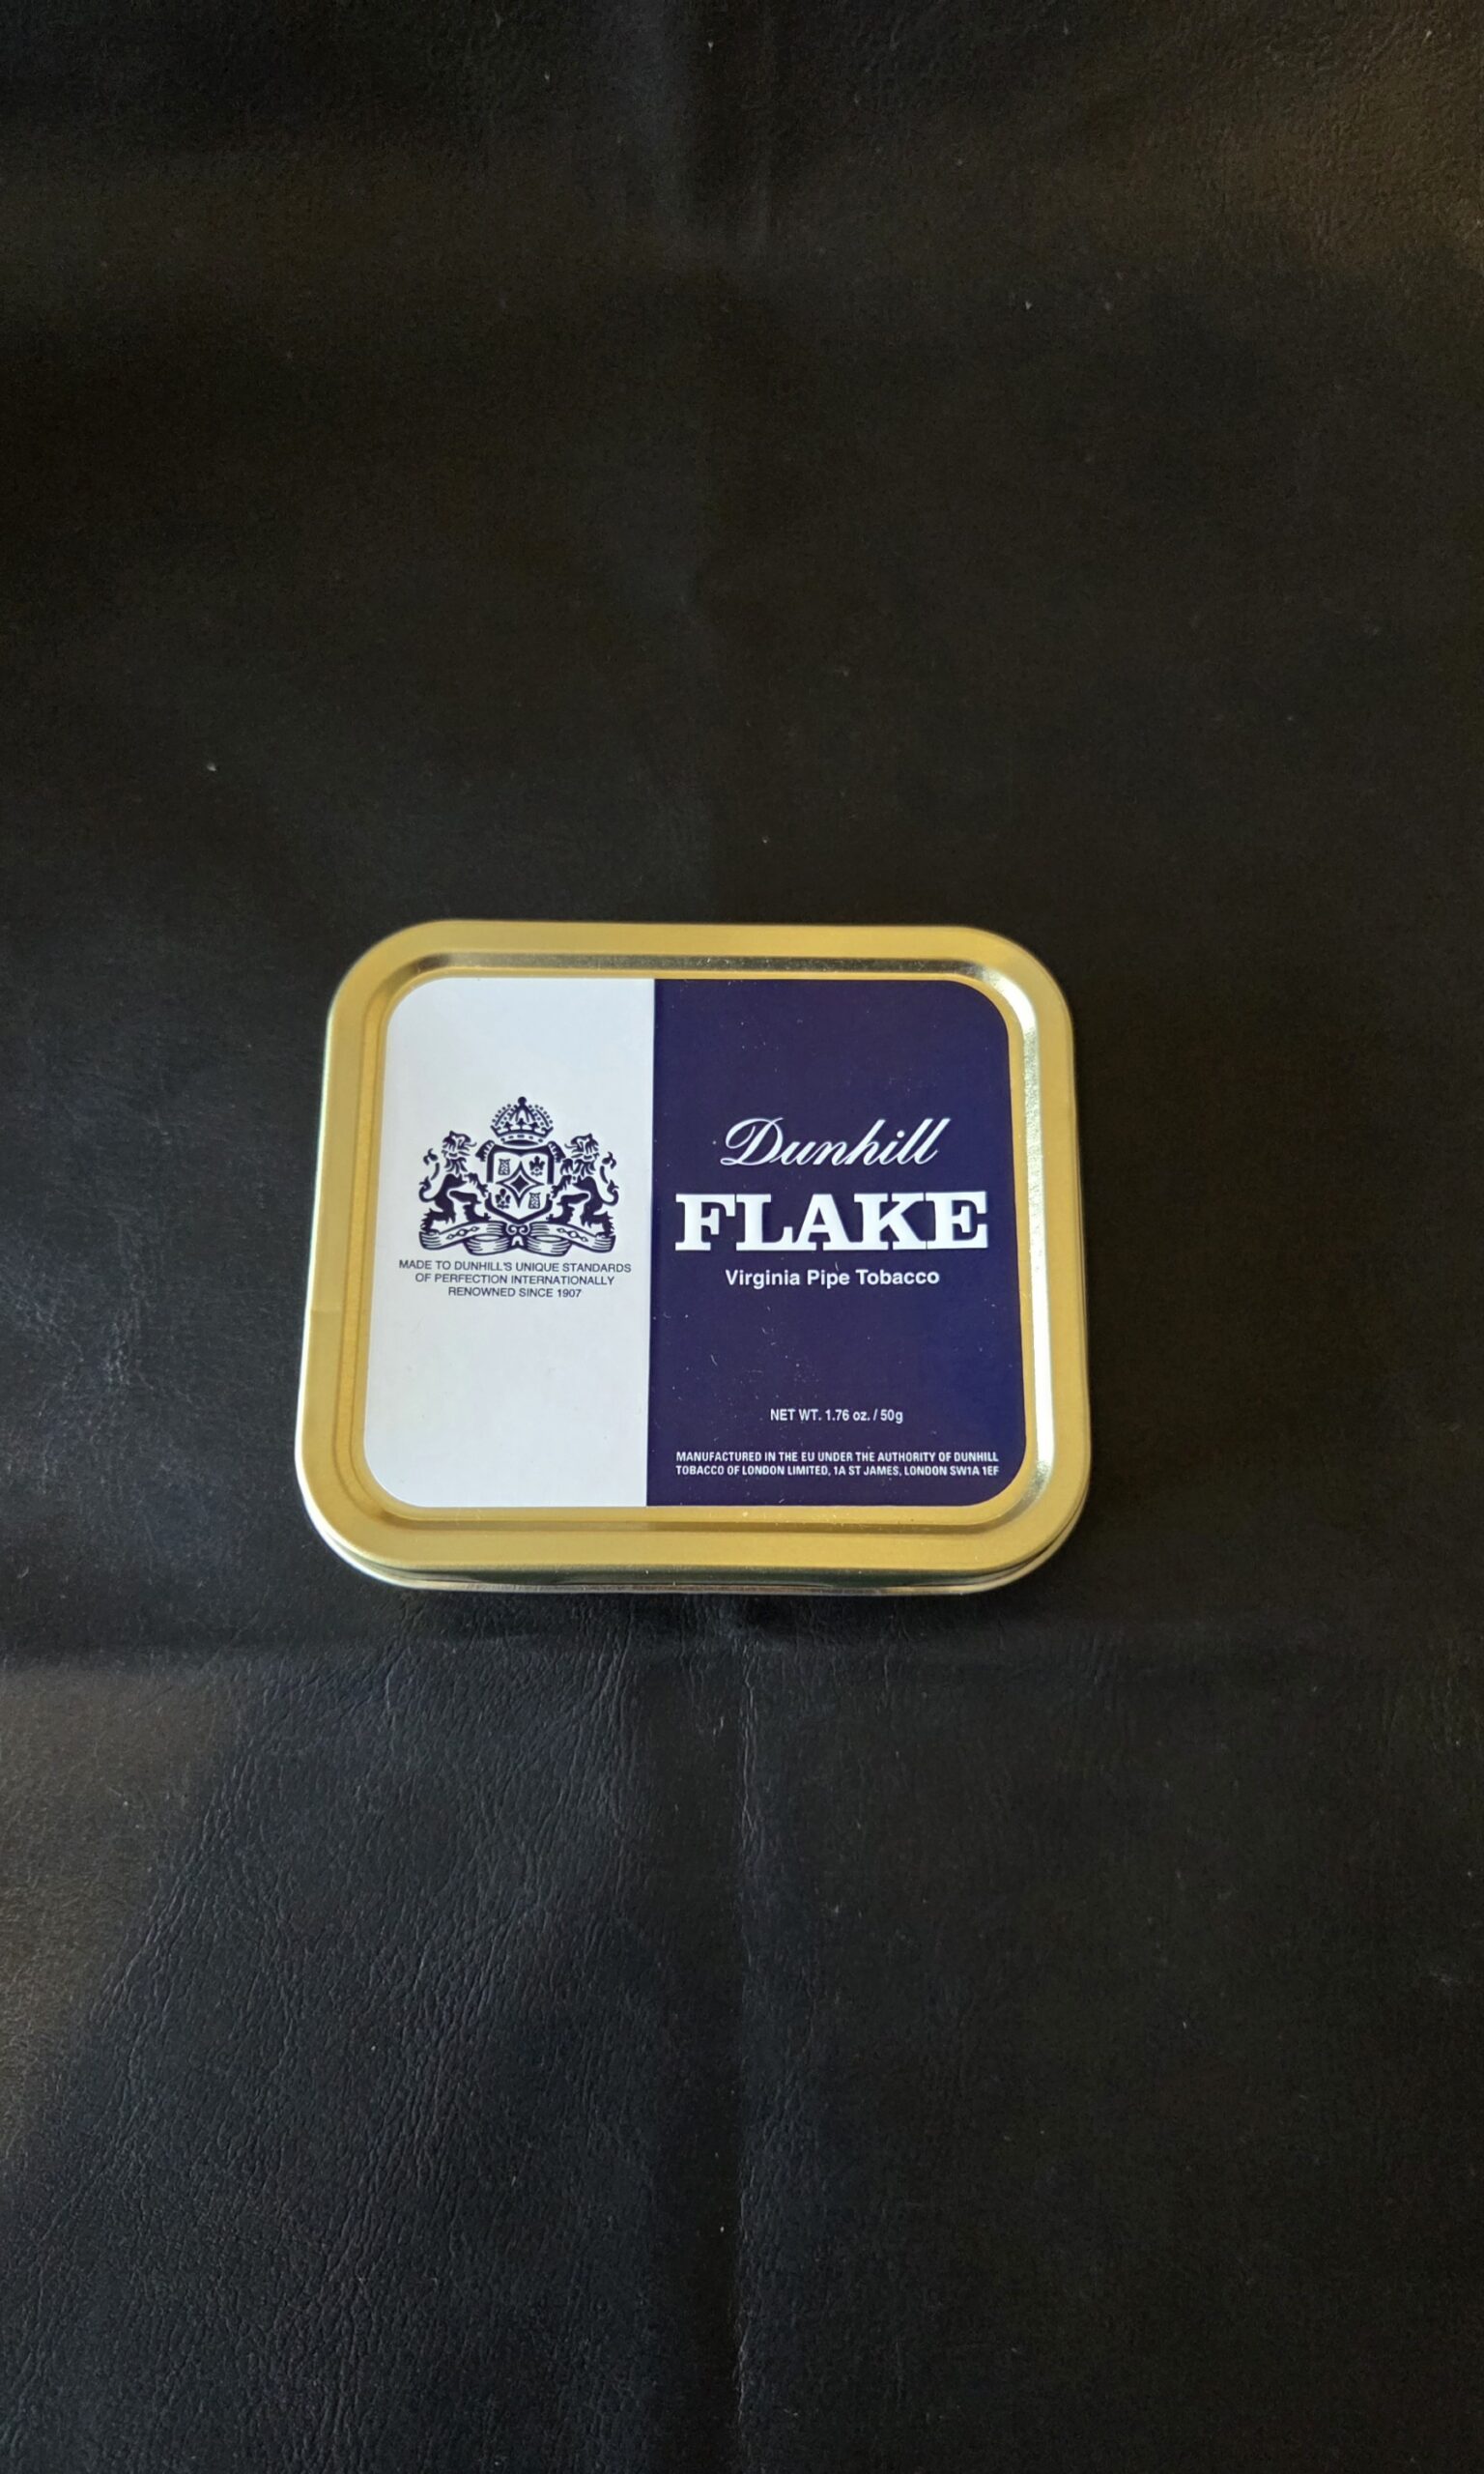 MADE TO DUNHILL'S UNIQUE STANDARDS
OF PERFECTION INTERNATIONALLY
RENOWNED SINCE 1907
Dunhill
FLAKE
Virginia Pipe Tobacco
NET WT. 1.76 oz. / 50g
MANUFACTURED IN THE EU UNDER THE AUTHORITY OF DUNHILL
TOBACCO OF LONDON LIMITED, 1A ST JAMES, LONDON SW1A 1EF